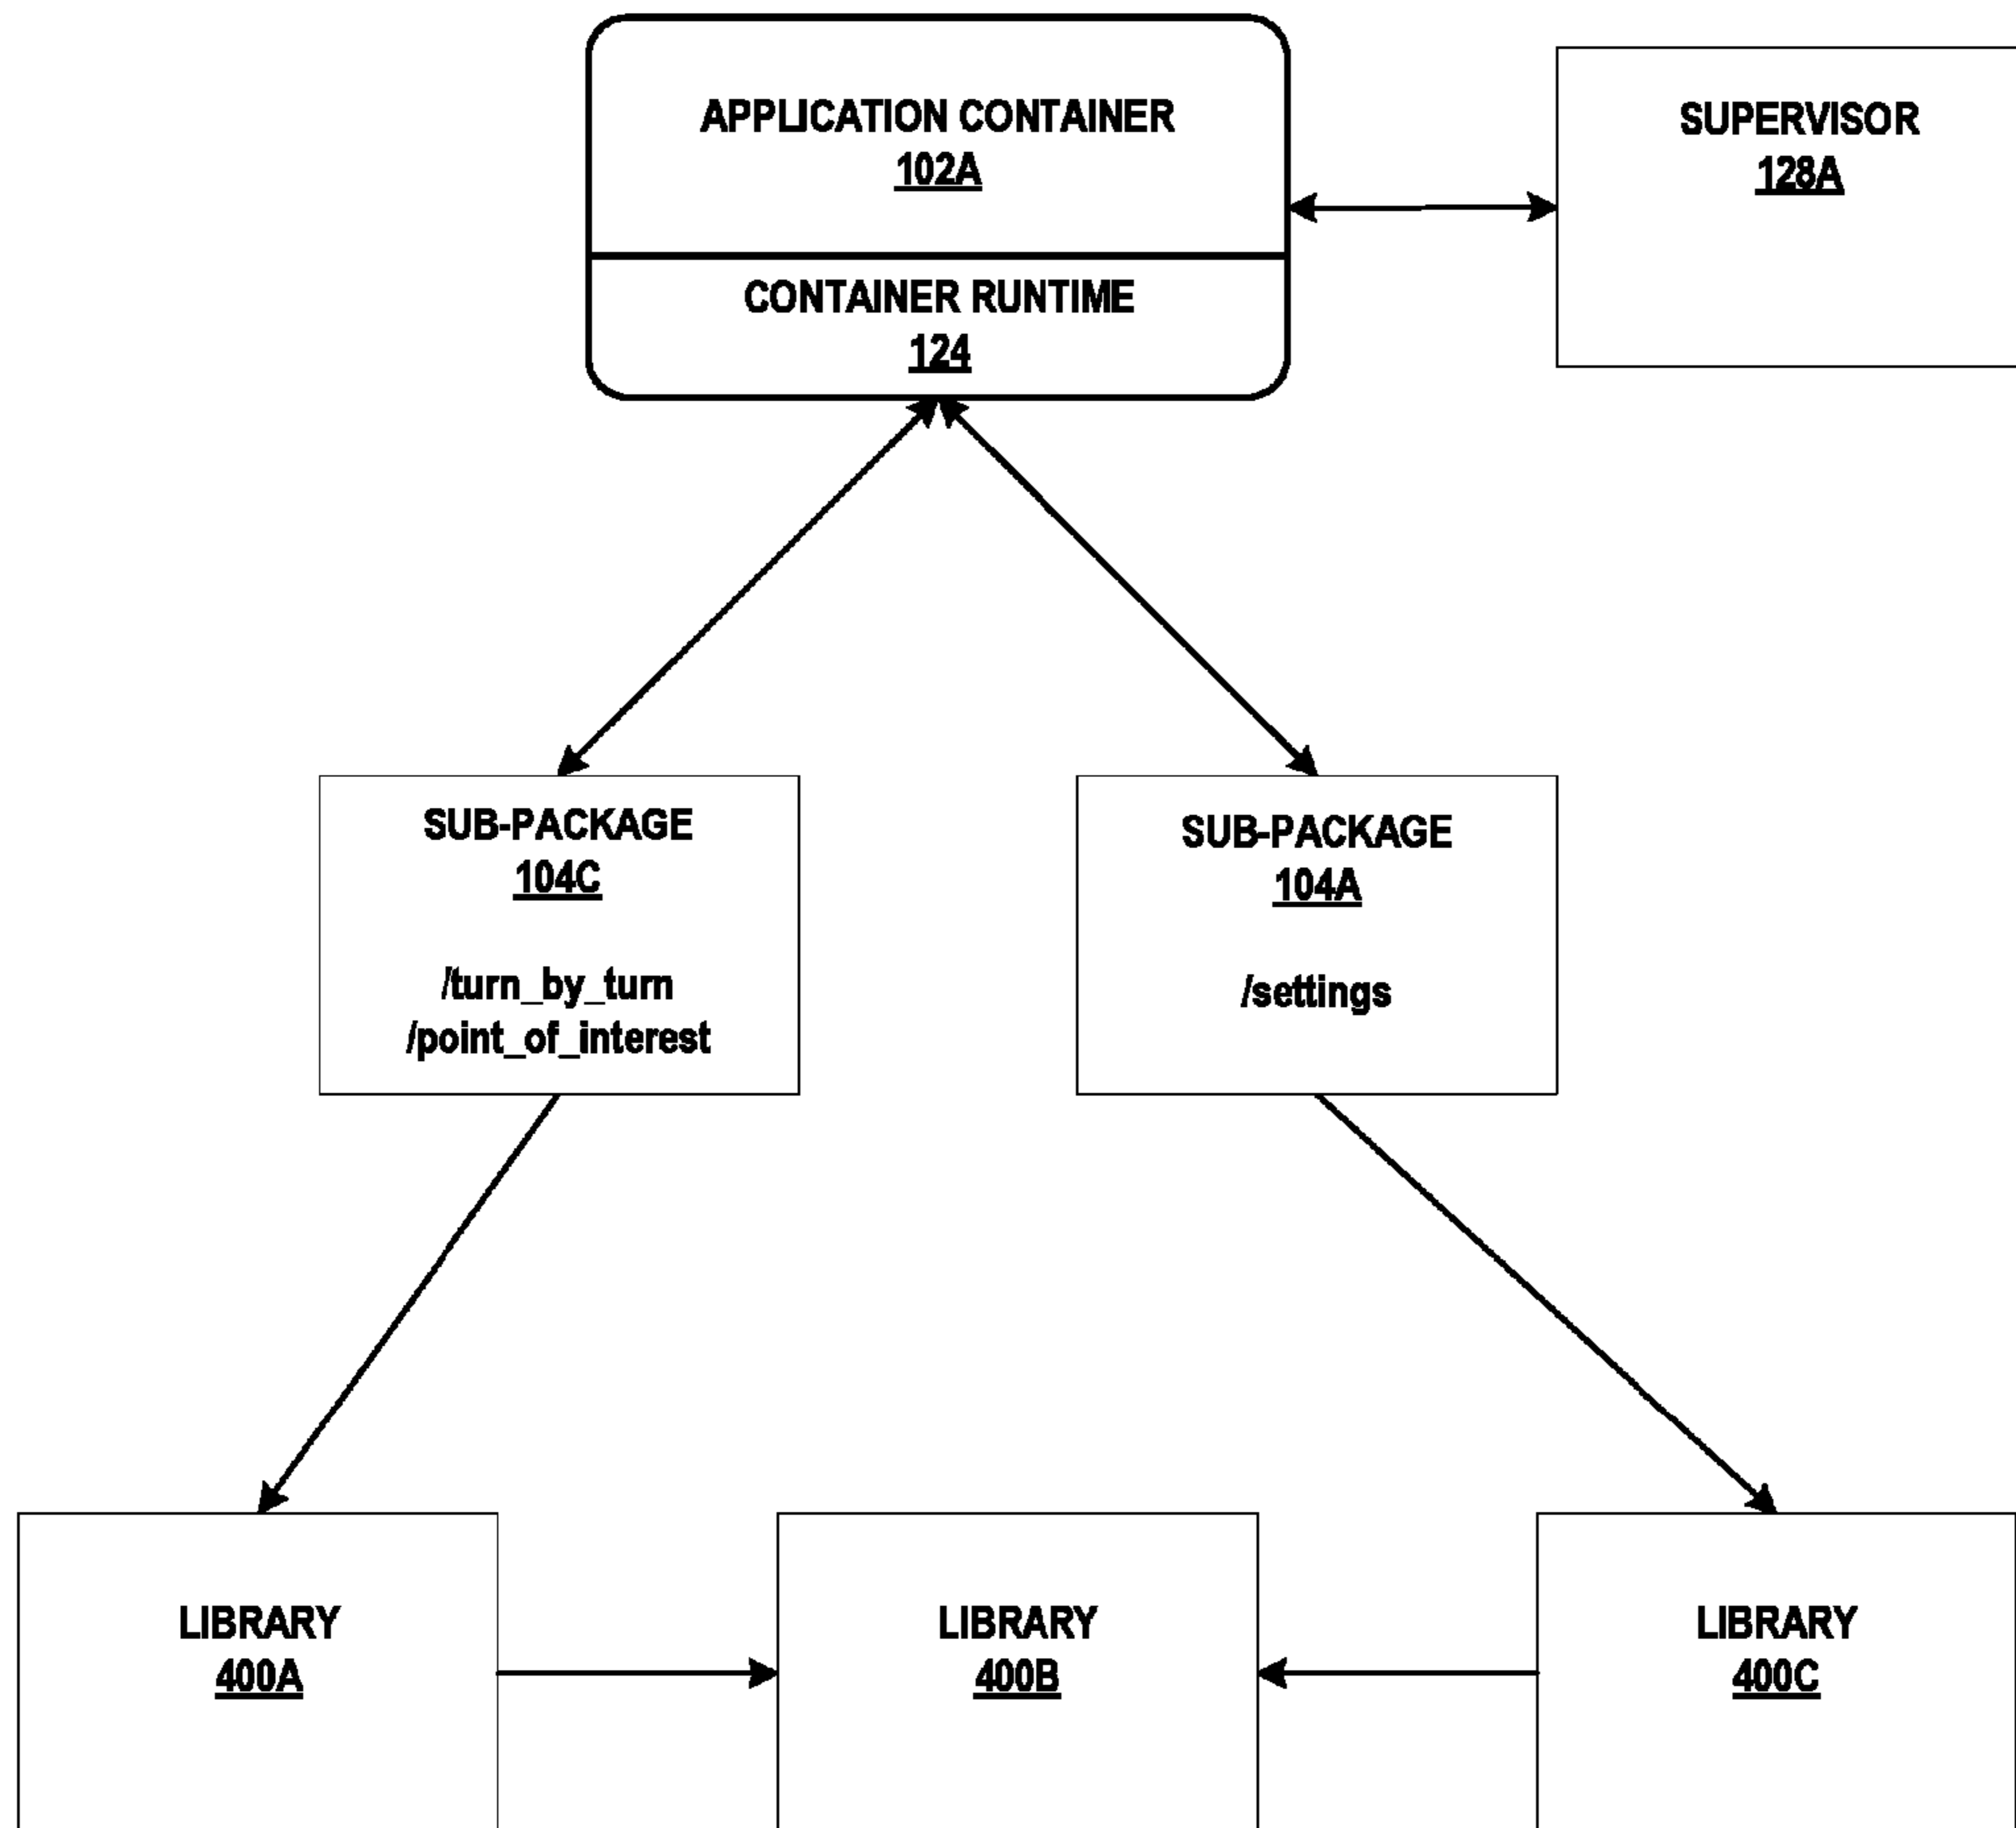 APPLICATION CONTAINER
102A
SUPERVISOR
128A
CONTAINER RUNTIME
124
SUB-PACKAGE
104C
/turn_by_turn
/point_of_interest
SUB-PACKAGE
104A
/settings
LIBRARY
400A
LIBRARY
400B
LIBRARY
400C